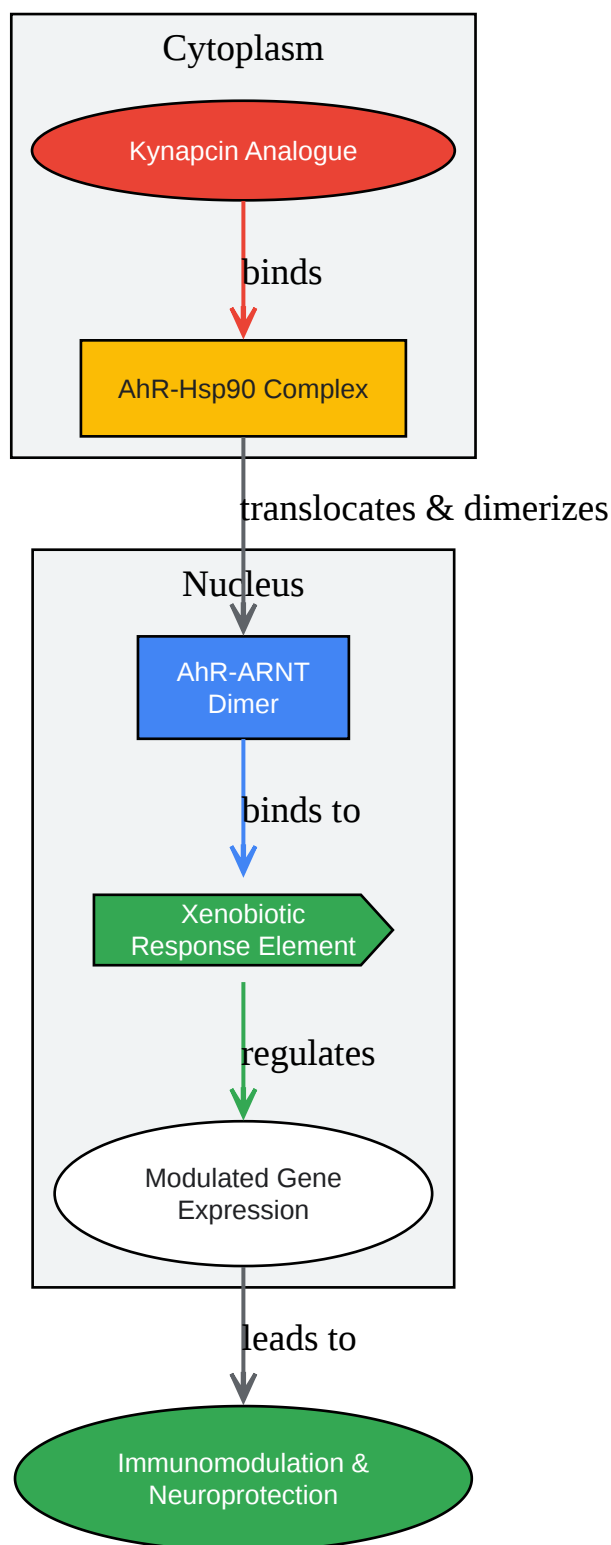 Cytoplasm
Kynapcin Analogue
binds
AhR-Hsp90 Complex
translocates & dimerizes
Nucleus
AhR-ARNT
Dimer
binds to
Xenobiotic
Response Element
regulates
Modulated Gene
Expression
leads to
Immunomodulation &
Neuroprotection